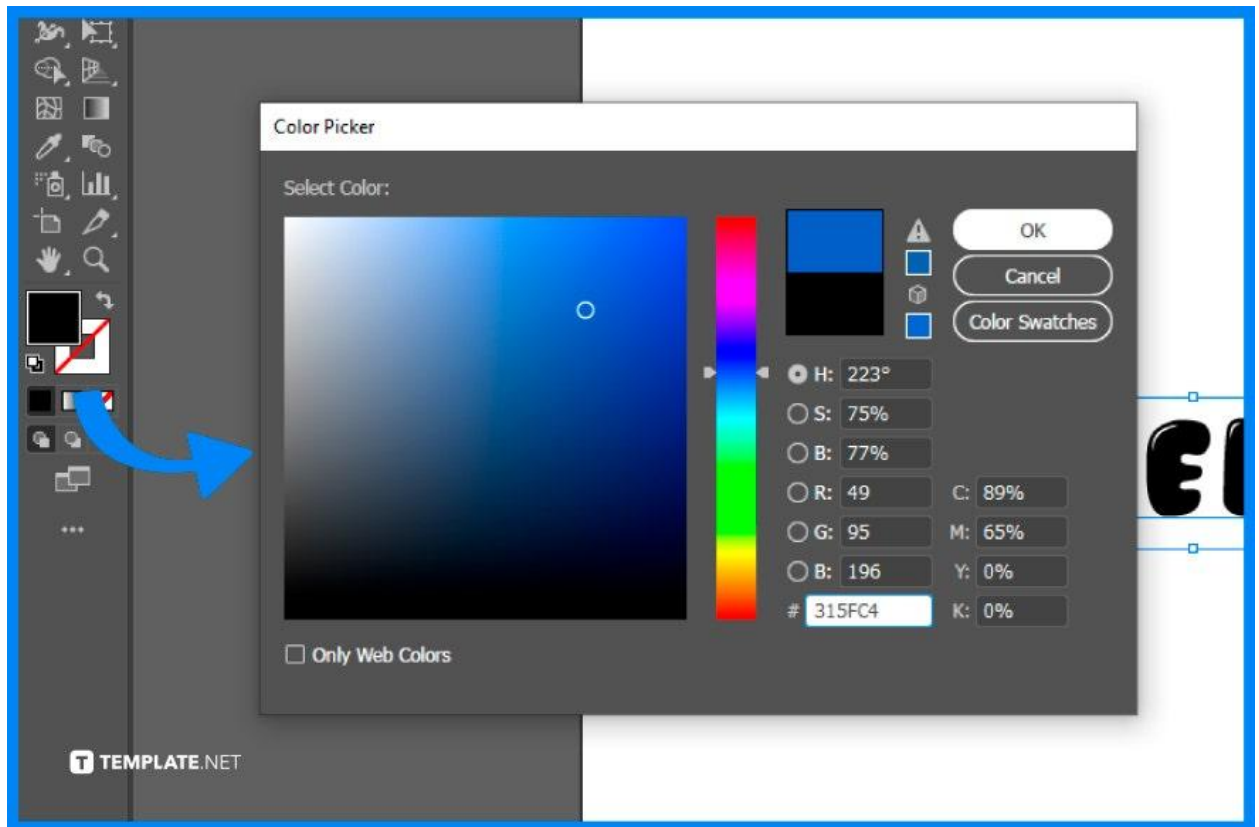 Color Picker
Select Color:
OK
Cancel
Color Swatches
H: 223°
S: 75%
B: 77%
R: 49 C: 89%
G: 95 M: 65%
B: 196 Y: 0%
# 315FC4 K: 0%
Only Web Colors
T TEMPLATE.NET